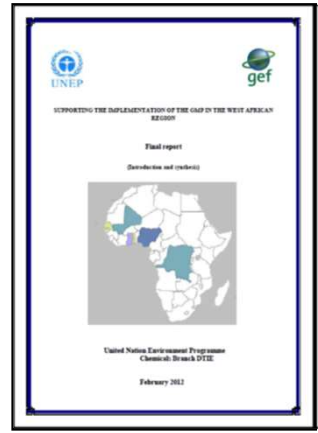 UNEP
gef
SUPPORTING THE IMPLEMENTATION OF THE GMP IN THE WEST AFRICAN
REGION
Final report
(Introduction and synthesis)
United Nation Environment Programme
Chemicals Branch DTIE
February 2012